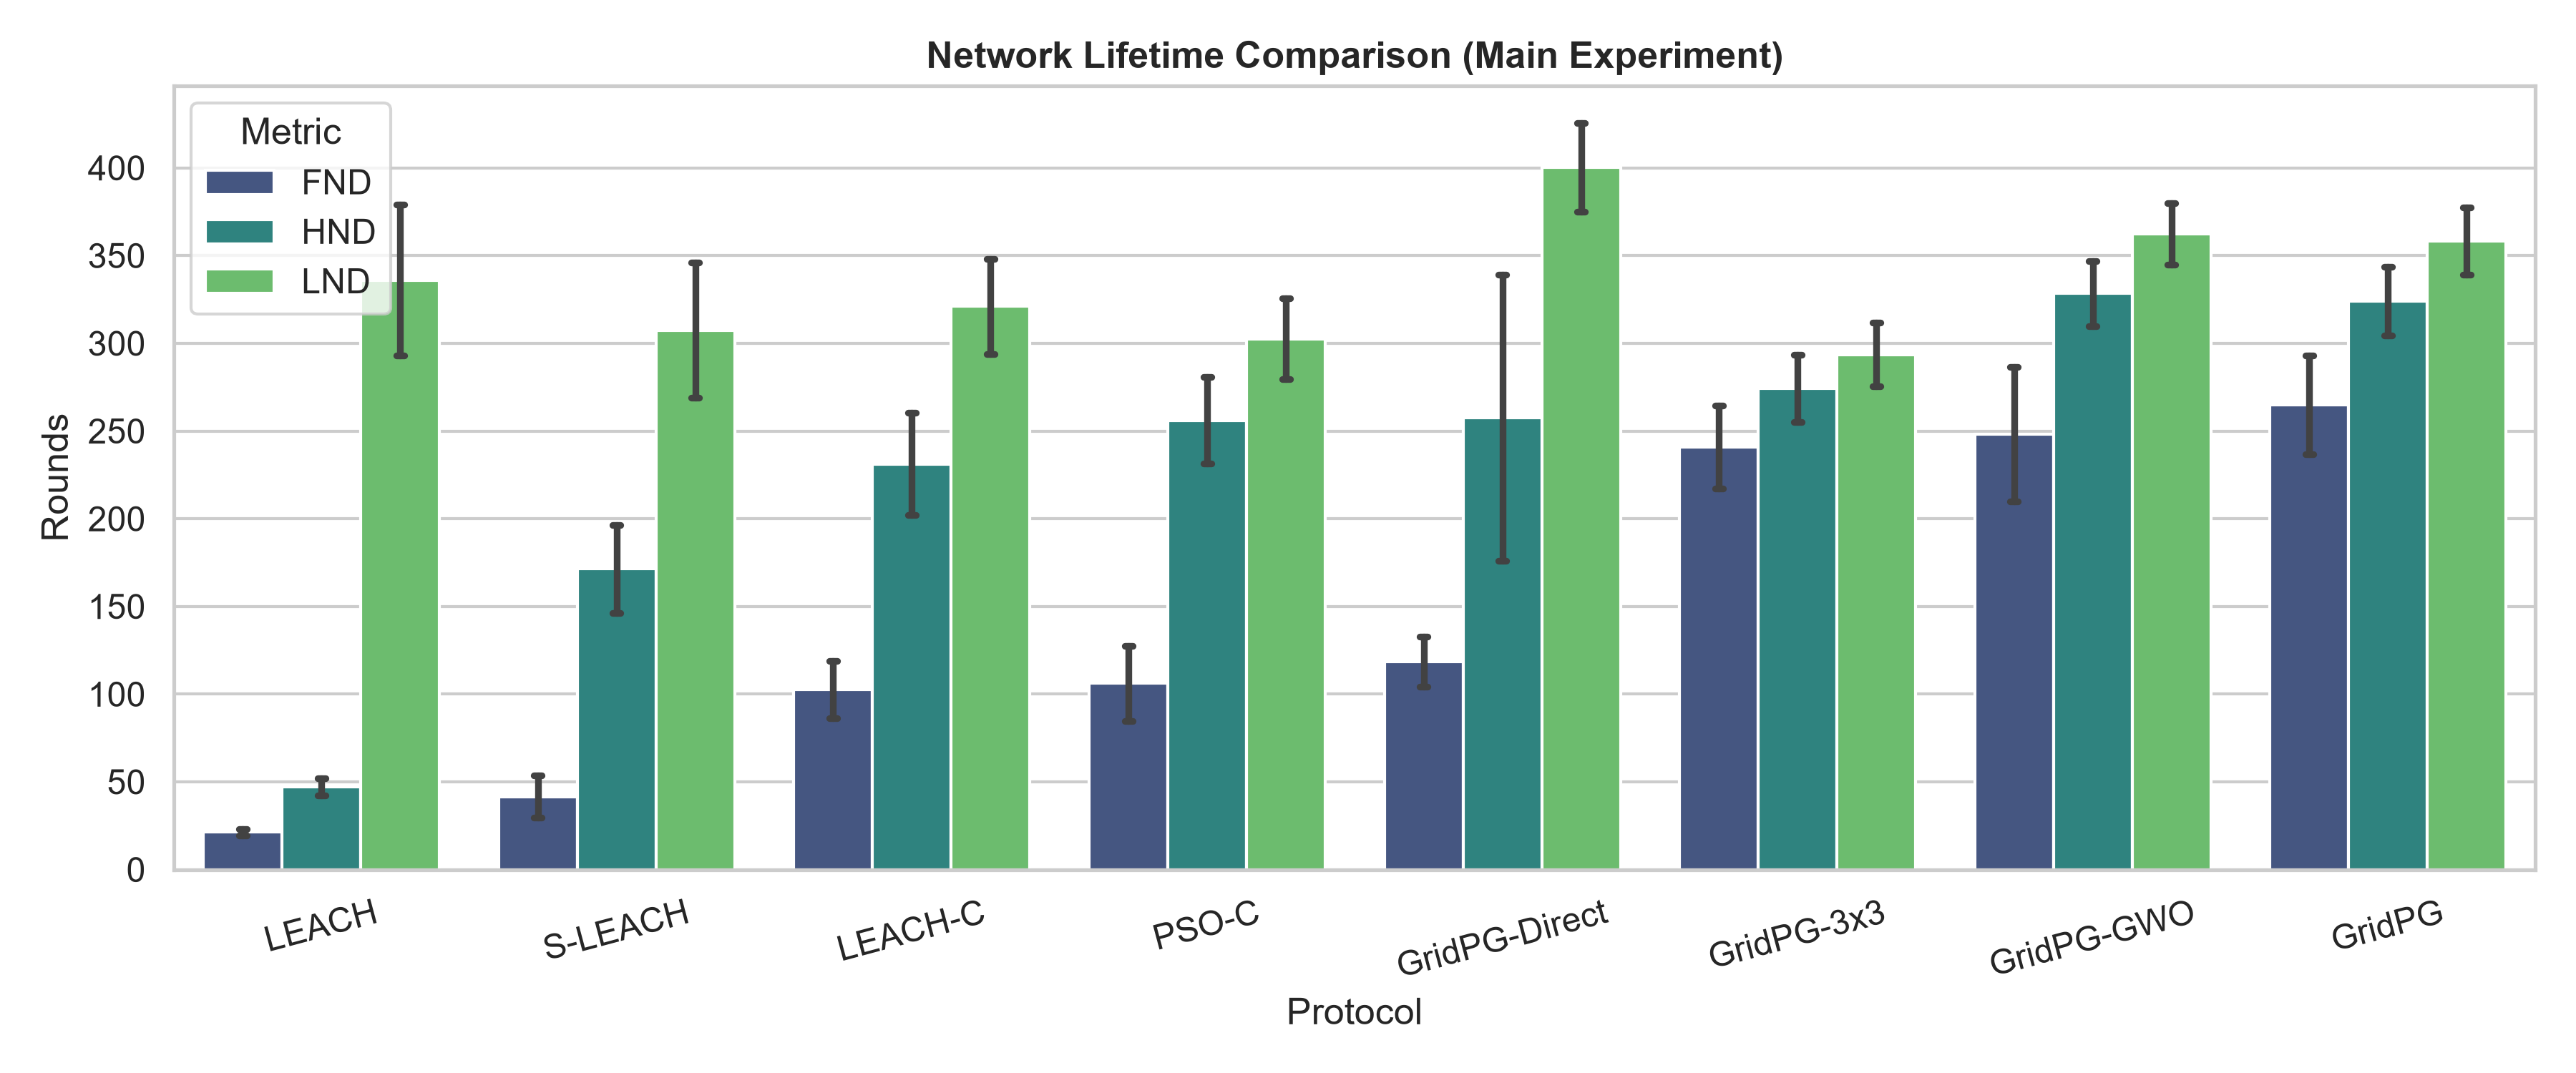 Network Lifetime Comparison (Main Experiment)
Metric
FND
HND
LND
Rounds
400
350
300
250
200
150
100
50
0
LEACH
S-LEACH
LEACH-C
PSO-C
GridPG-Direct
GridPG-3x3
GridPG-GWO
GridPG
Protocol